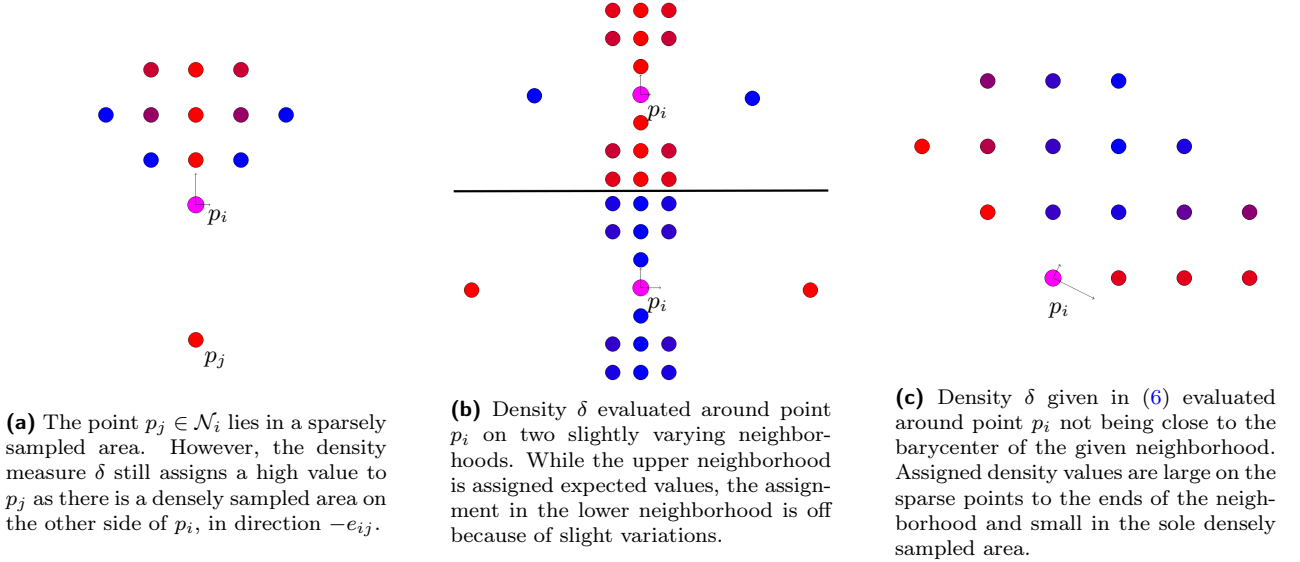 p_i
p_j
(a) The point p_j ∈ N_i lies in a sparsely
sampled area. However, the density
measure δ still assigns a high value to
p_j as there is a densely sampled area on
the other side of p_i, in direction −e_ij.
p_i
p_i
(b) Density δ evaluated around point
p_i on two slightly varying neighbor-
hoods. While the upper neighborhood
is assigned expected values, the assign-
ment in the lower neighborhood is off
because of slight variations.
p_i
(c) Density δ given in (6) evaluated
around point p_i not being close to the
barycenter of the given neighborhood.
Assigned density values are large on the
sparse points to the ends of the neigh-
borhood and small in the sole densely
sampled area.